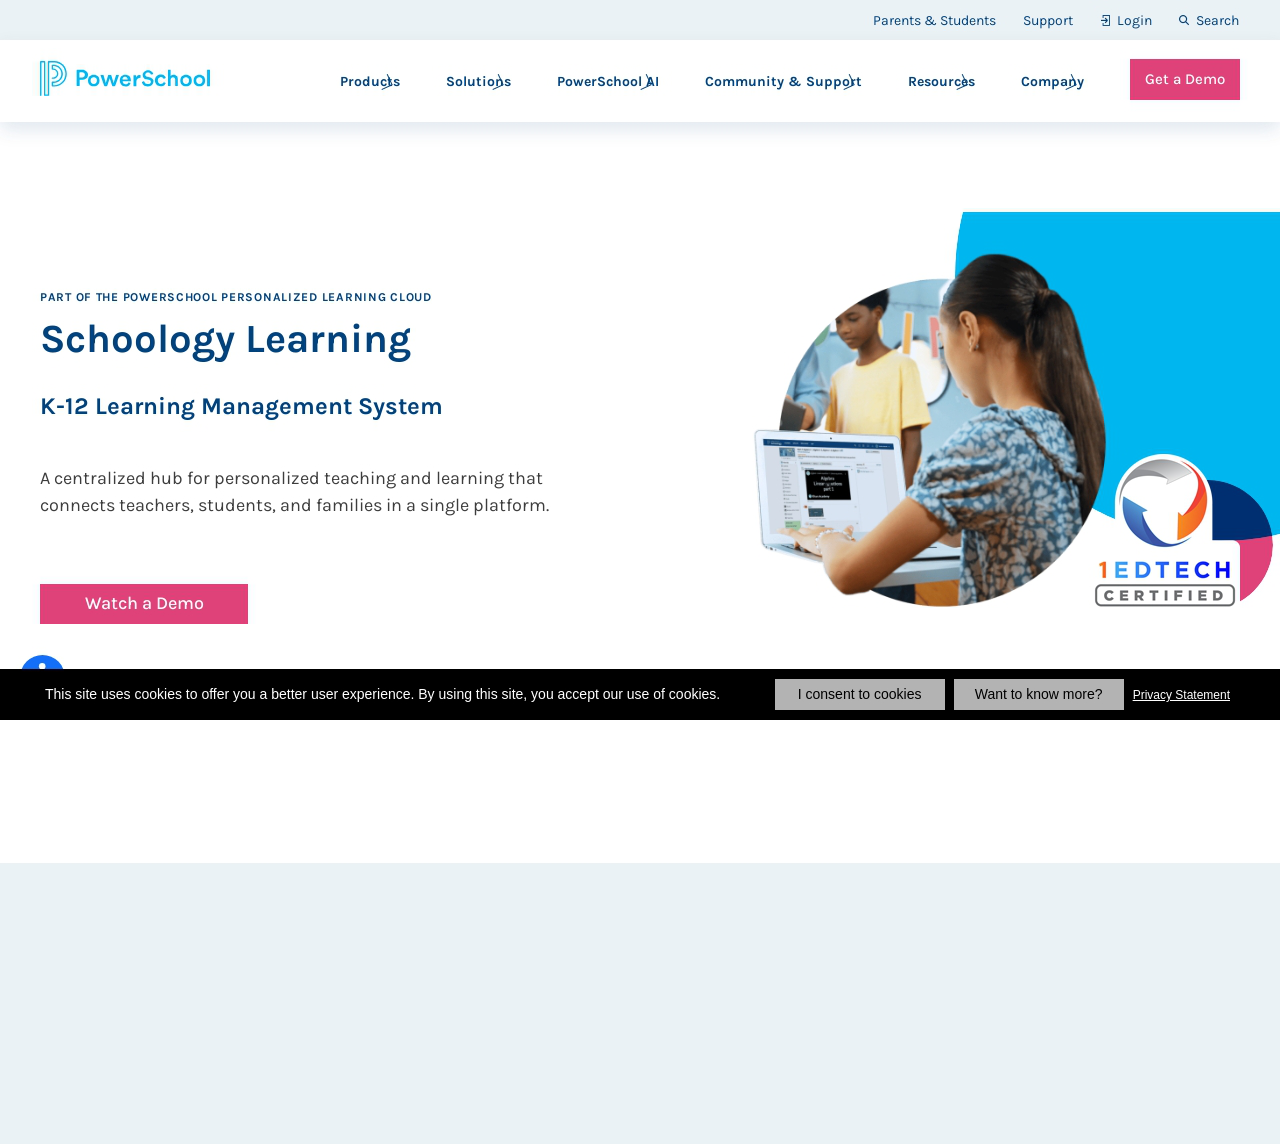 Parents & Students Support Login Search
PowerSchool
Products Solutions PowerSchool AI Community & Support Resources Company Get a Demo
PART OF THE POWERSCHOOL PERSONALIZED LEARNING CLOUD
Schoology Learning
K-12 Learning Management System
A centralized hub for personalized teaching and learning that
connects teachers, students, and families in a single platform.
Watch a Demo
Algebra
1EDTECH
CERTIFIED
This site uses cookies to offer you a better user experience. By using this site, you accept our use of cookies. I consent to cookies Want to know more? Privacy Statement